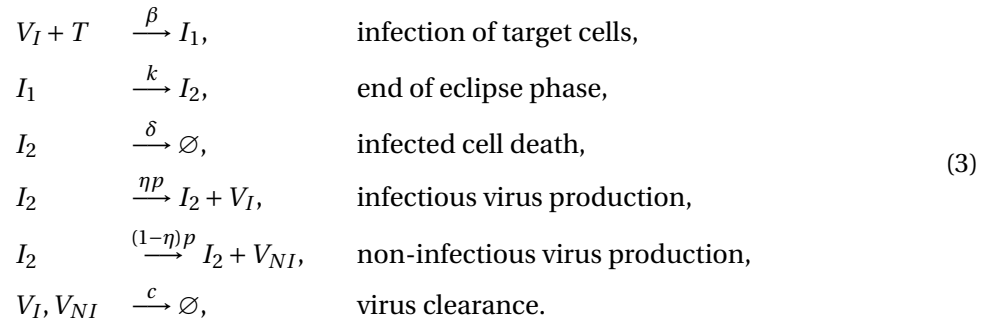 V_I + T —β→ I_1, infection of target cells,
I_1 —k→ I_2, end of eclipse phase,
I_2 —δ→ ∅, infected cell death,
(3)
I_2 —ηp→ I_2 + V_I, infectious virus production,
I_2 —(1−η)p→ I_2 + V_{NI}, non-infectious virus production,
V_I, V_{NI} —c→ ∅, virus clearance.